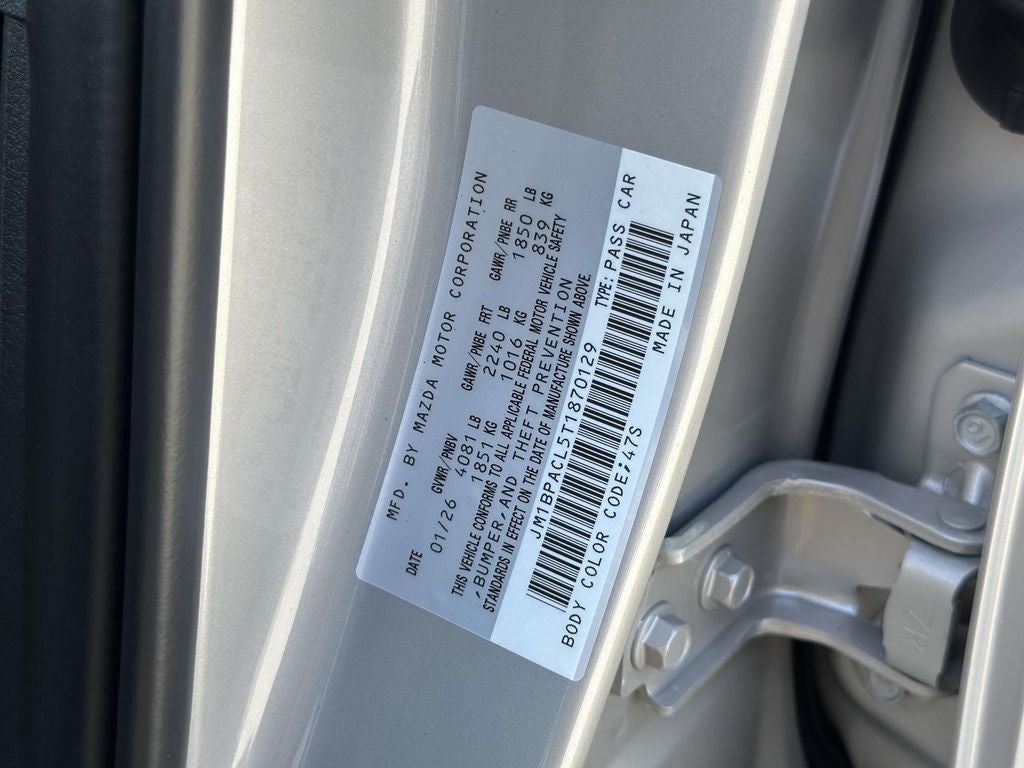 MFD. BY MAZDA MOTOR CORPORATION
DATE GVWR/PNBV GAWR/PNBE FRT GAWR/PNBE RR
01/26 4081 LB 2240 LB 1850 LB
1851 KG 1016 KG 839 KG
THIS VEHICLE CONFORMS TO ALL APPLICABLE FEDERAL MOTOR VEHICLE SAFETY
,BUMPER,AND THEFT PREVENTION
STANDARDS IN EFFECT ON THE DATE OF MANUFACTURE SHOWN ABOVE.
JM1BPACL5T1870129 TYPE: PASS CAR
BODY COLOR CODE;47S MADE IN JAPAN